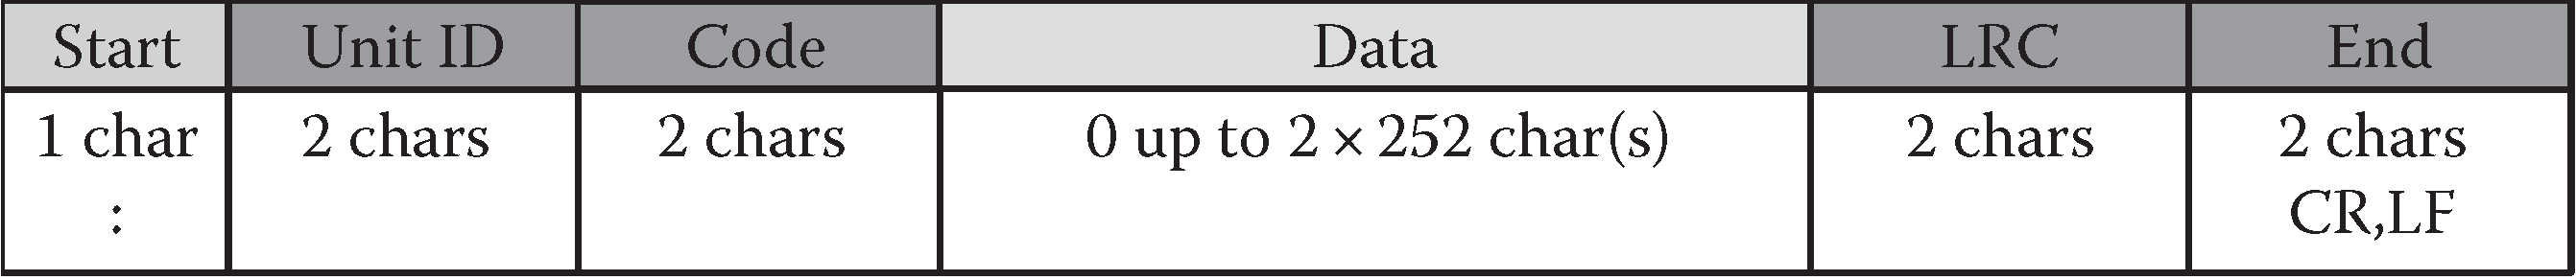 Start Unit ID Code Data LRC End
1 char 2 chars 2 chars 0 up to 2 × 252 char(s) 2 chars 2 chars
: CR,LF